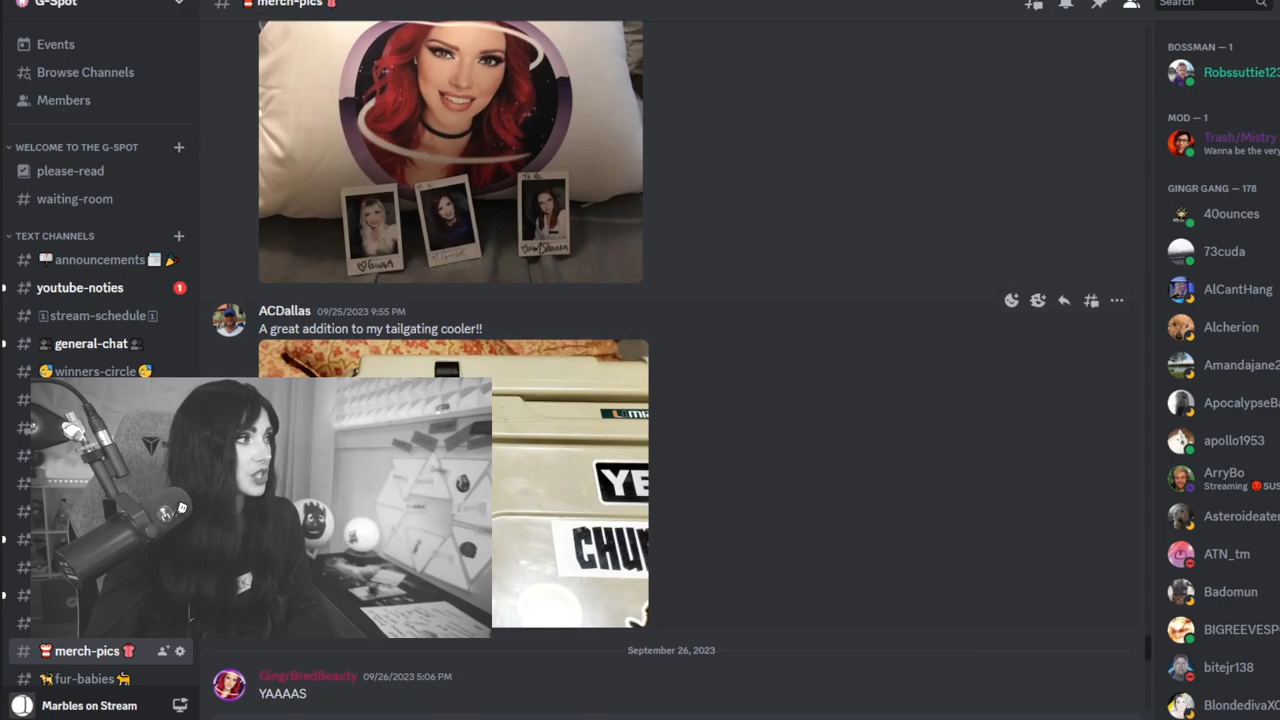 G-Spot
merch-pics
Search
Events
Browse Channels
Members
WELCOME TO THE G-SPOT
please-read
waiting-room
TEXT CHANNELS
announcements
youtube-noties
1
stream-schedule
general-chat
winners-circle
merch-pics
fur-babies
Marbles on Stream
ACDallas 09/25/2023 9:55 PM
A great addition to my tailgating cooler!!
YE
CHU
September 26, 2023
GingrBredBeauty 09/26/2023 5:06 PM
YAAAAS
BOSSMAN — 1
Robssuttie123
MOD — 1
Trash/Mistry
Wanna be the very
GINGR GANG — 178
40ounces
73cuda
AlCantHang
Alcherion
Amandajane2
ApocalypseBa
apollo1953
ArryBo
Streaming SUS
Asteroideater
ATN_tm
Badomun
BIGREEVESP
bitejr138
BlondedivaXO